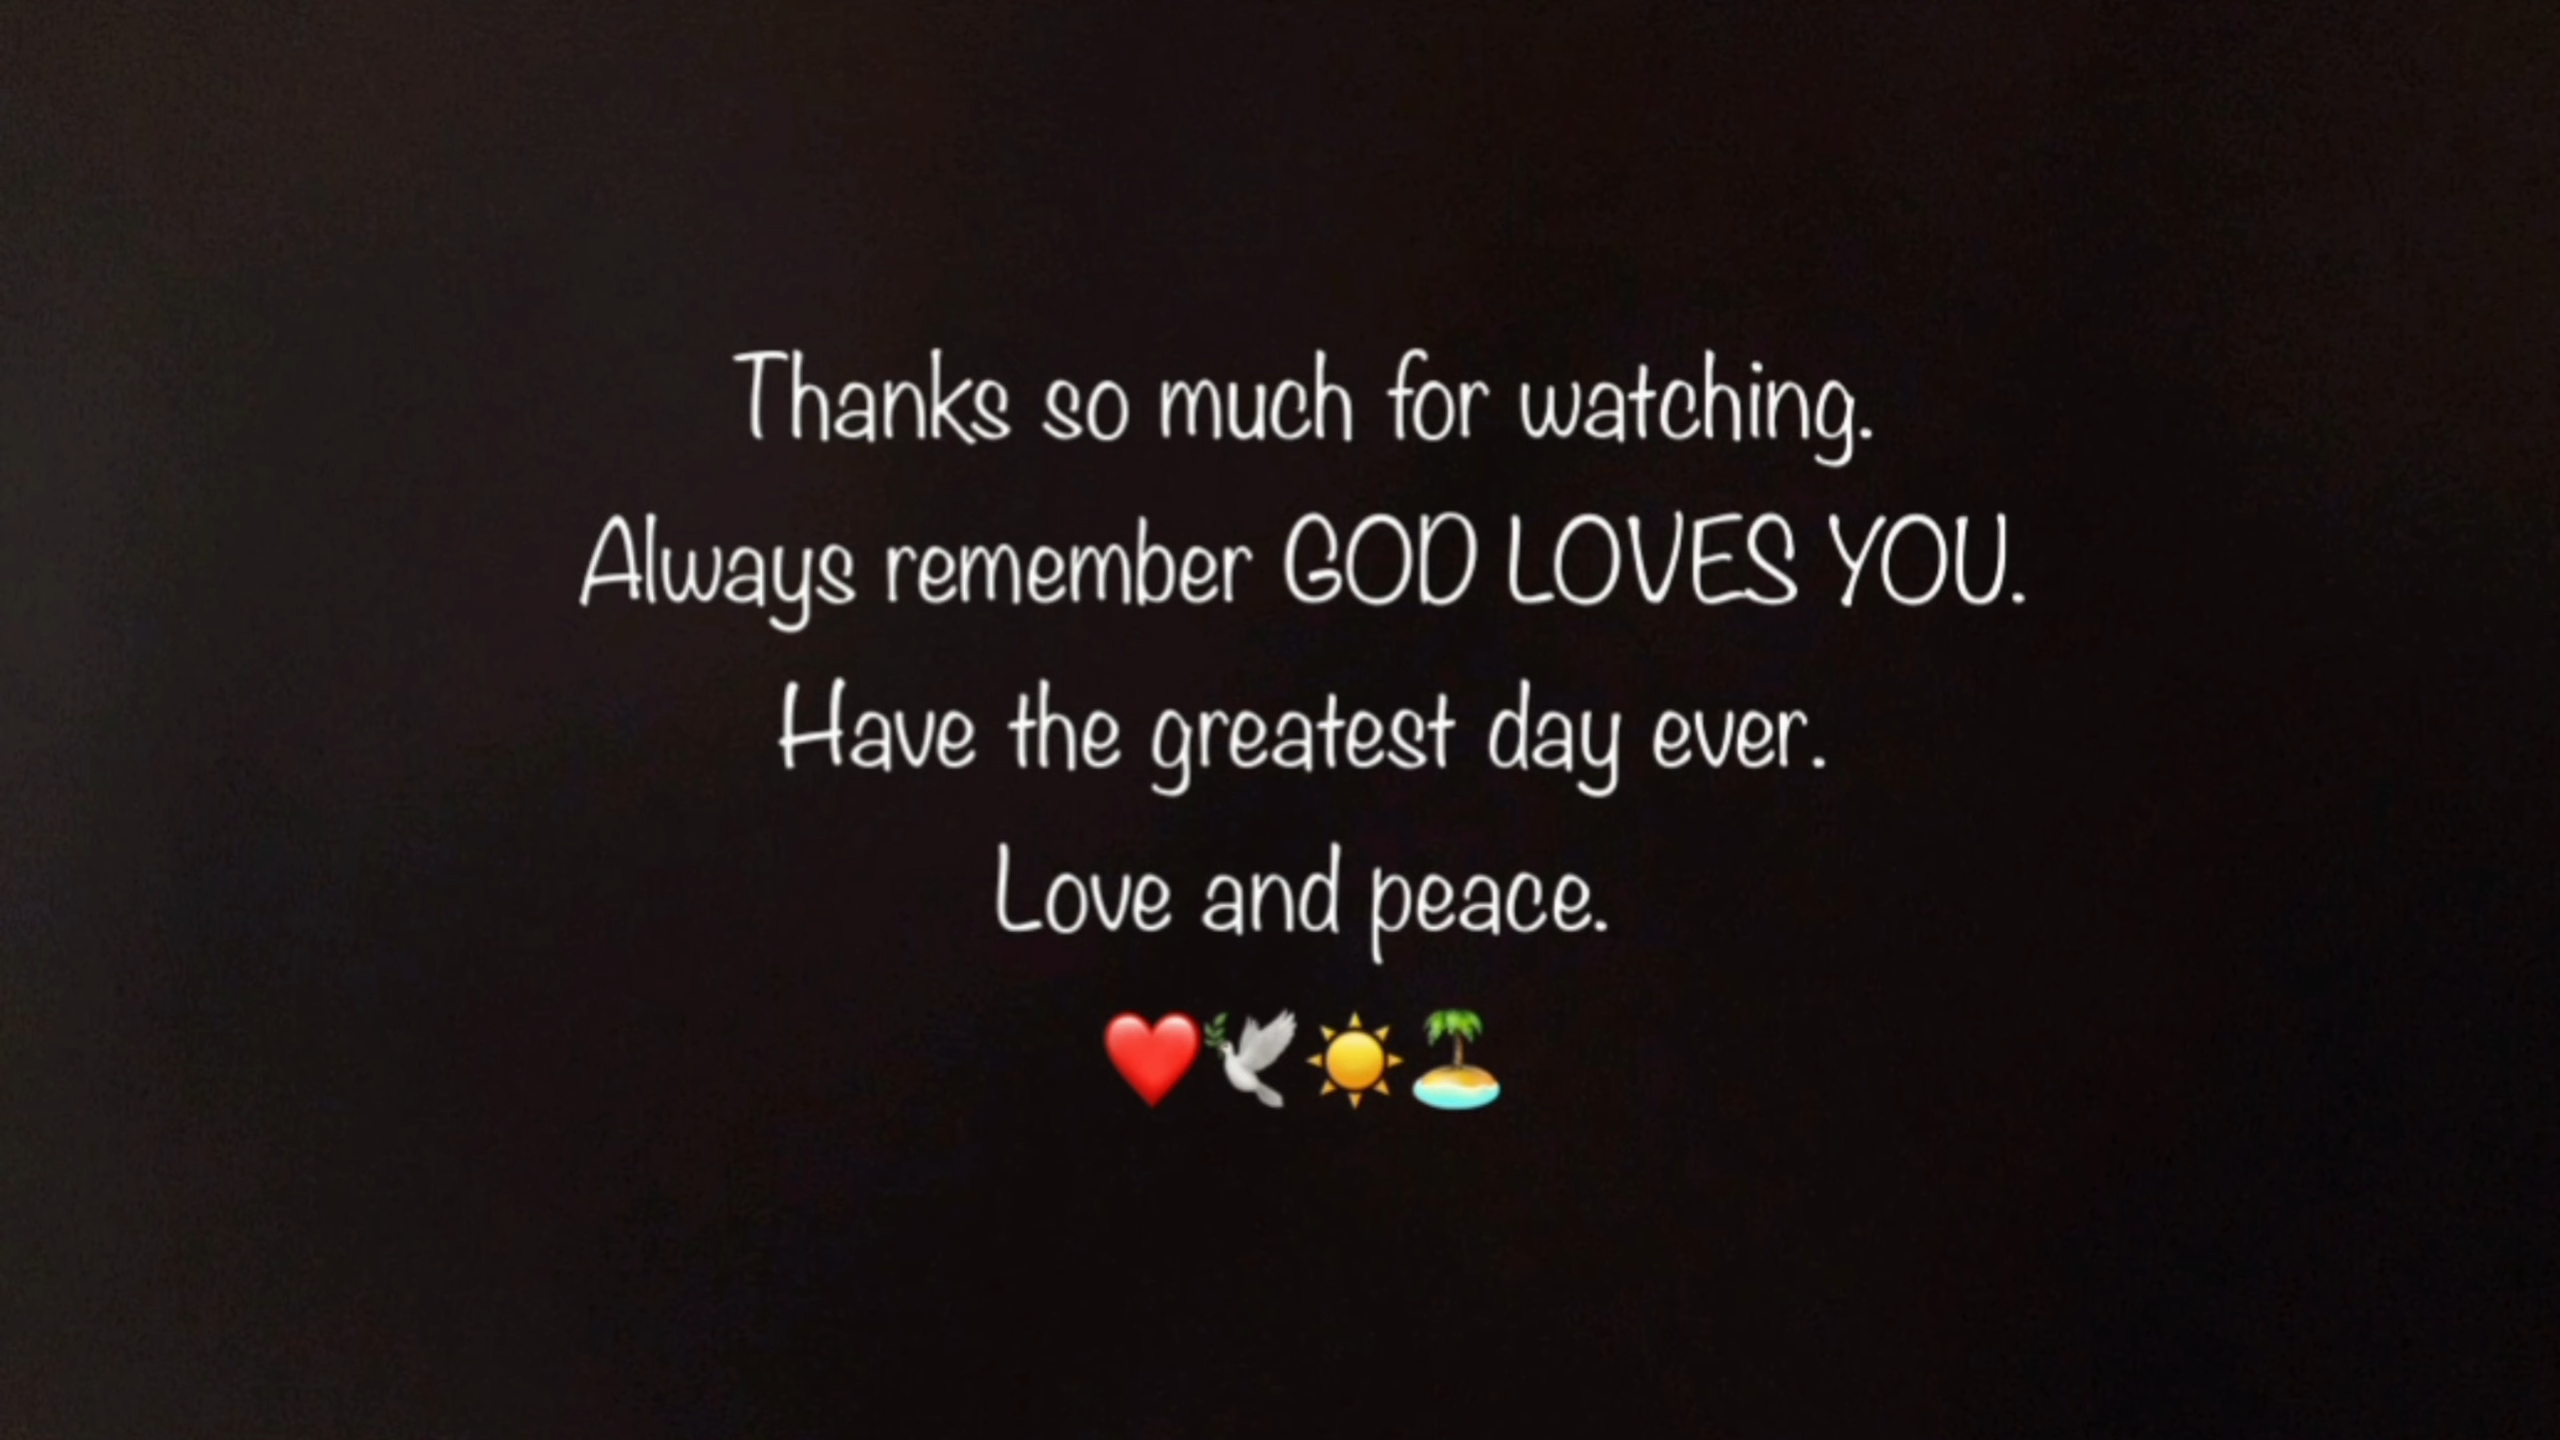 Thanks so much for watching.
Always remember GOD LOVES YOU.
Have the greatest day ever.
Love and peace.
❤️🕊️☀️🏝️